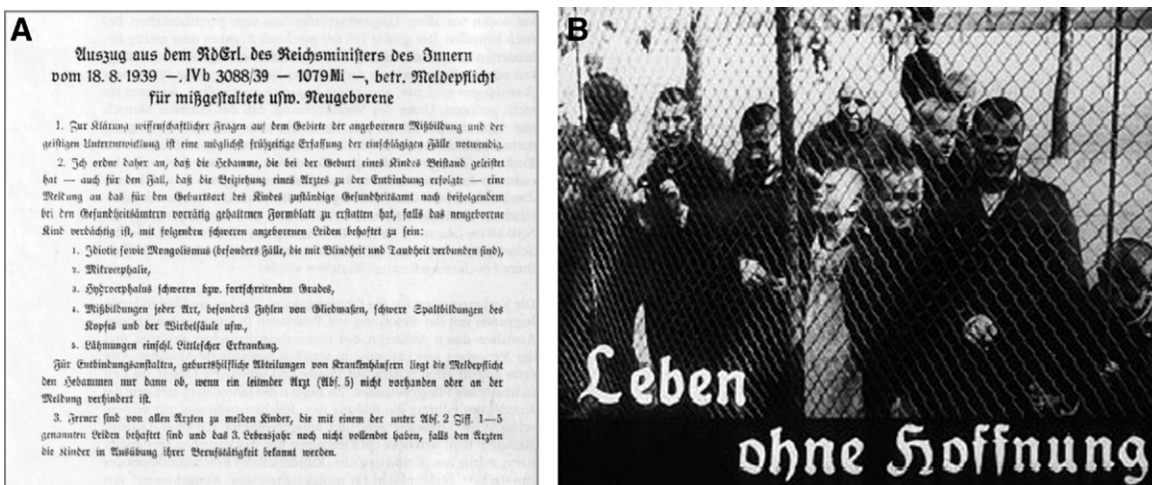 A
Auszug aus dem RdErl. des Reichsministers des Innern
vom 18. 8. 1939 —. IVb 3088/39 — 1079 Mi —, betr. Meldepflicht
für mißgestaltete usw. Neugeborene
1. Zur Klärung wissenschaftlicher Fragen auf dem Gebiete der angeborenen Mißbildung und der
geistigen Unterentwicklung ist eine möglichst frühzeitige Erfassung der einschlägigen Fälle notwendig.
2. Ich ordne daher an, daß die Hebamme, die bei der Geburt eines Kindes Beistand geleistet
hat — auch für den Fall, daß die Beiziehung eines Arztes zu der Entbindung erfolgte — eine
Meldung an das für den Geburtsort des Kindes zuständige Gesundheitsamt nach beifolgendem
bei den Gesundheitsämtern vorrätig gehaltenen Formblatt zu erstatten hat, falls das neugeborne
Kind verdächtig ist, mit folgenden schweren angeborenen Leiden behaftet zu sein:
1. Idiotie sowie Mongolismus (besonders Fälle, die mit Blindheit und Taubheit verbunden sind),
2. Mikrocephalie,
3. Hydrocephalus schweren bzw. fortschreitenden Grades,
4. Mißbildungen jeder Art, besonders Fehlen von Gliedmaßen, schwere Spaltbildungen des
Kopfes und der Wirbelsäule usw.,
5. Lähmungen einschl. Littlescher Erkrankung.
Für Entbindungsanstalten, geburtshilfliche Abteilungen von Krankenhäusern liegt die Meldepflicht
den Hebammen nur dann ob, wenn ein leitender Arzt (Abs. 5) nicht vorhanden oder an der
Meldung verhindert ist.
3. Ferner sind von allen Ärzten zu melden Kinder, die mit einem der unter Abs. 2 Ziff. 1—5
genannten Leiden behaftet sind und das 3. Lebensjahr noch nicht vollendet haben, falls den Ärzten
die Kinder in Ausübung ihrer Berufstätigkeit bekannt werden.
B
Leben
ohne Hoffnung